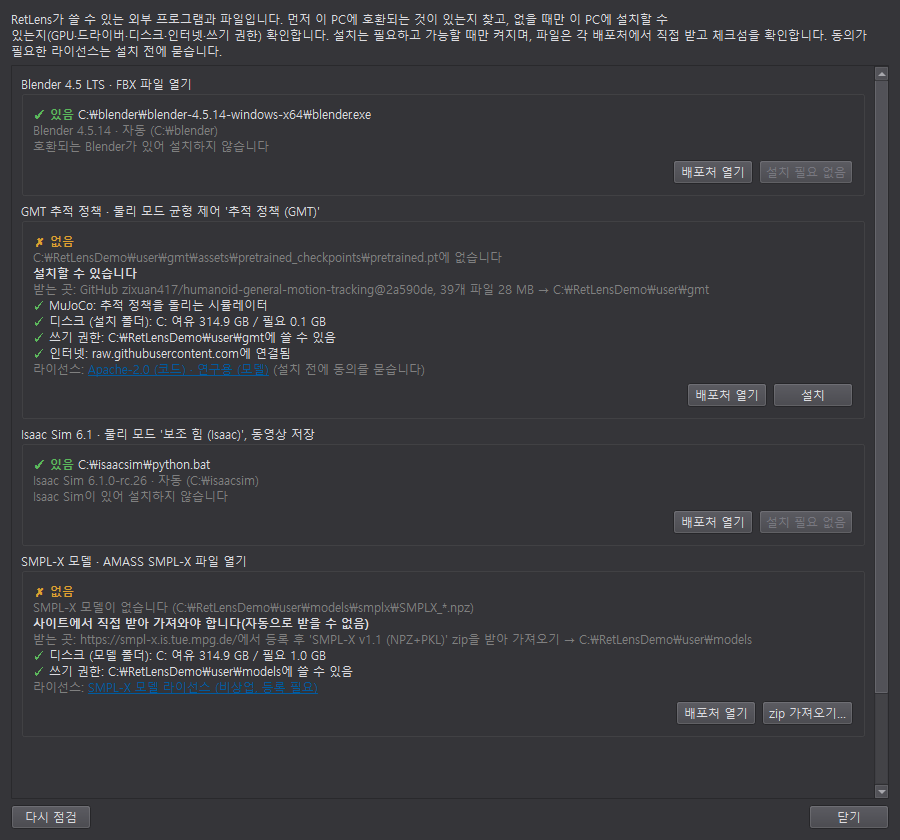 RetLens가 쓸 수 있는 외부 프로그램과 파일입니다. 먼저 이 PC에 호환되는 것이 있는지 찾고, 없을 때만 이 PC에 설치할 수
있는지(GPU·드라이버·디스크·인터넷·쓰기 권한) 확인합니다. 설치는 필요하고 가능할 때만 켜지며, 파일은 각 배포처에서 직접 받고 체크섬을 확인합니다. 동의가
필요한 라이선스는 설치 전에 묻습니다.
Blender 4.5 LTS · FBX 파일 열기
✓ 있음 C:₩blender₩blender-4.5.14-windows-x64₩blender.exe
Blender 4.5.14 · 자동 (C:₩blender)
호환되는 Blender가 있어 설치하지 않습니다
배포처 열기 설치 필요 없음
GMT 추적 정책 · 물리 모드 균형 제어 '추적 정책 (GMT)'
✗ 없음
C:₩RetLensDemo₩user₩gmt₩assets₩pretrained_checkpoints₩pretrained.pt에 없습니다
설치할 수 있습니다
받는 곳: GitHub zixuan417/humanoid-general-motion-tracking@2a590de, 39개 파일 28 MB → C:₩RetLensDemo₩user₩gmt
✓ MuJoCo: 추적 정책을 돌리는 시뮬레이터
✓ 디스크 (설치 폴더): C: 여유 314.9 GB / 필요 0.1 GB
✓ 쓰기 권한: C:₩RetLensDemo₩user₩gmt에 쓸 수 있음
✓ 인터넷: raw.githubusercontent.com에 연결됨
라이선스: Apache-2.0 (코드) · 연구용 (모델) (설치 전에 동의를 묻습니다)
배포처 열기 설치
Isaac Sim 6.1 · 물리 모드 '보조 힘 (Isaac)', 동영상 저장
✓ 있음 C:₩isaacsim₩python.bat
Isaac Sim 6.1.0-rc.26 · 자동 (C:₩isaacsim)
Isaac Sim이 있어 설치하지 않습니다
배포처 열기 설치 필요 없음
SMPL-X 모델 · AMASS SMPL-X 파일 열기
✗ 없음
SMPL-X 모델이 없습니다 (C:₩RetLensDemo₩user₩models₩smplx₩SMPLX_*.npz)
사이트에서 직접 받아 가져와야 합니다(자동으로 받을 수 없음)
받는 곳: https://smpl-x.is.tue.mpg.de/에서 등록 후 'SMPL-X v1.1 (NPZ+PKL)' zip을 받아 가져오기 → C:₩RetLensDemo₩user₩models
✓ 디스크 (모델 폴더): C: 여유 314.9 GB / 필요 1.0 GB
✓ 쓰기 권한: C:₩RetLensDemo₩user₩models에 쓸 수 있음
라이선스: SMPL-X 모델 라이선스 (비상업, 등록 필요)
배포처 열기 zip 가져오기...
다시 점검 닫기